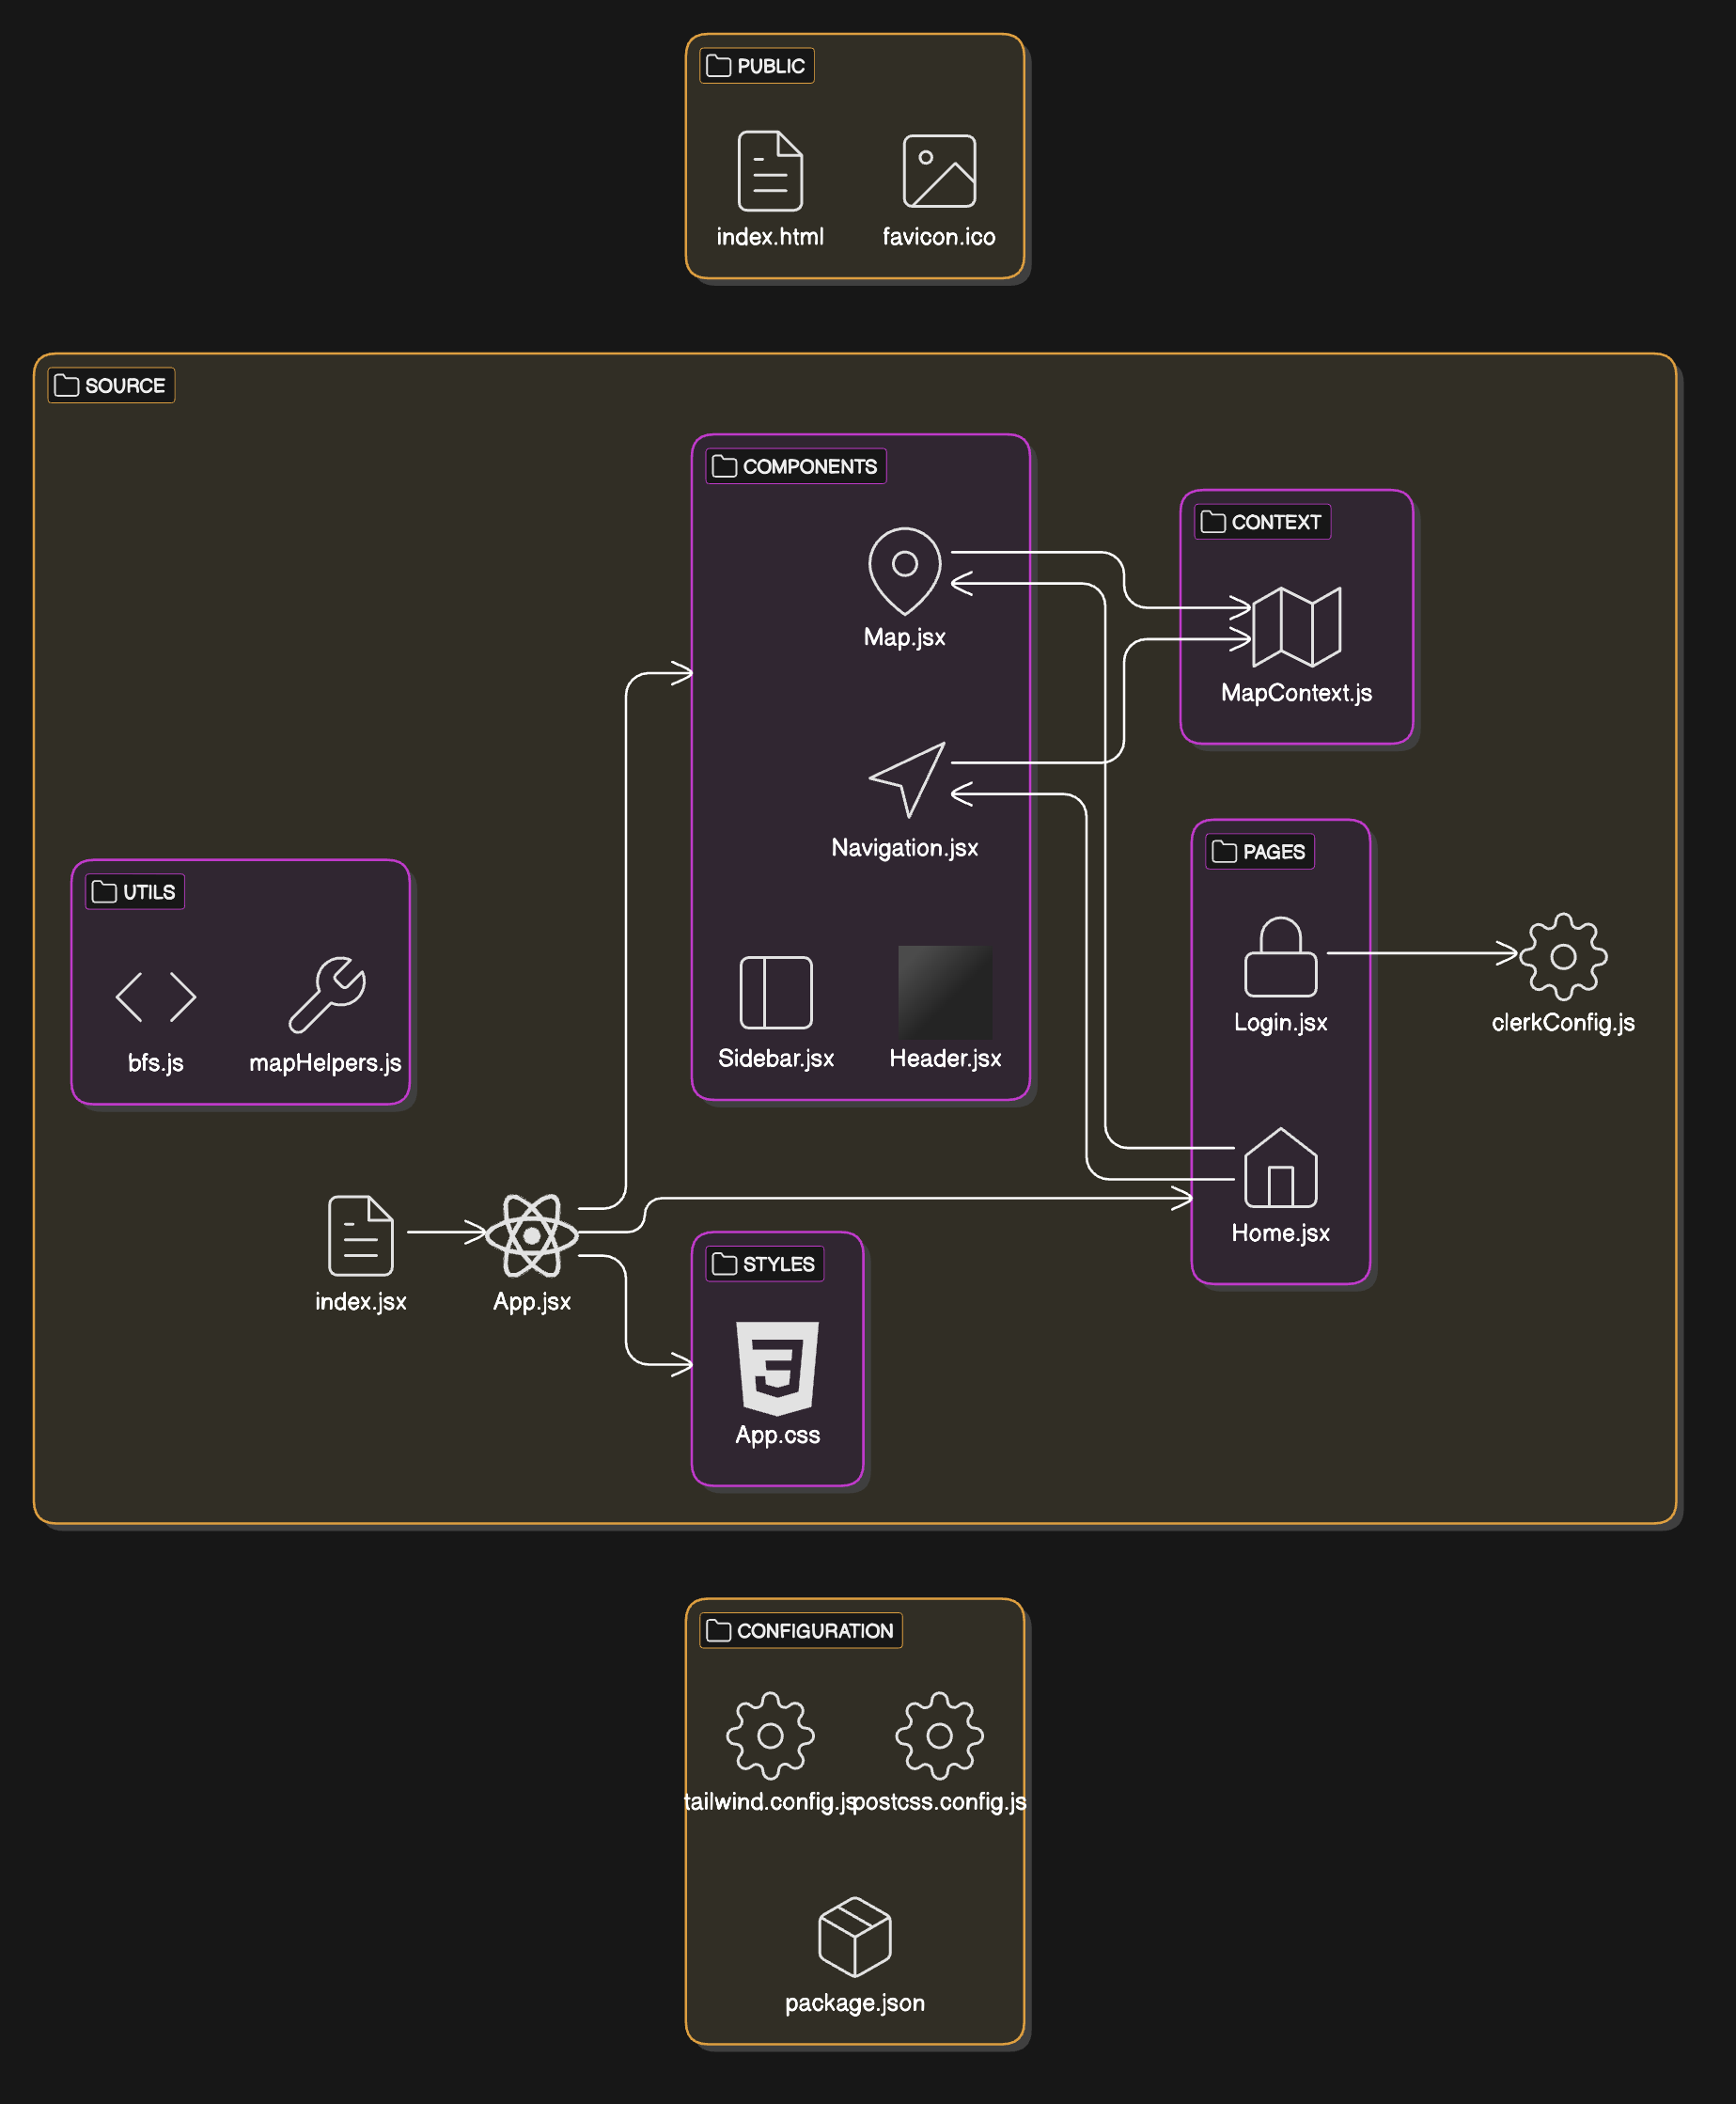 PUBLIC
index.html
favicon.ico
SOURCE
COMPONENTS
Map.jsx
Navigation.jsx
Sidebar.jsx
Header.jsx
CONTEXT
MapContext.js
UTILS
bfs.js
mapHelpers.js
PAGES
Login.jsx
Home.jsx
clerkConfig.js
index.jsx
App.jsx
STYLES
App.css
CONFIGURATION
tailwind.config.js
postcss.config.js
package.json